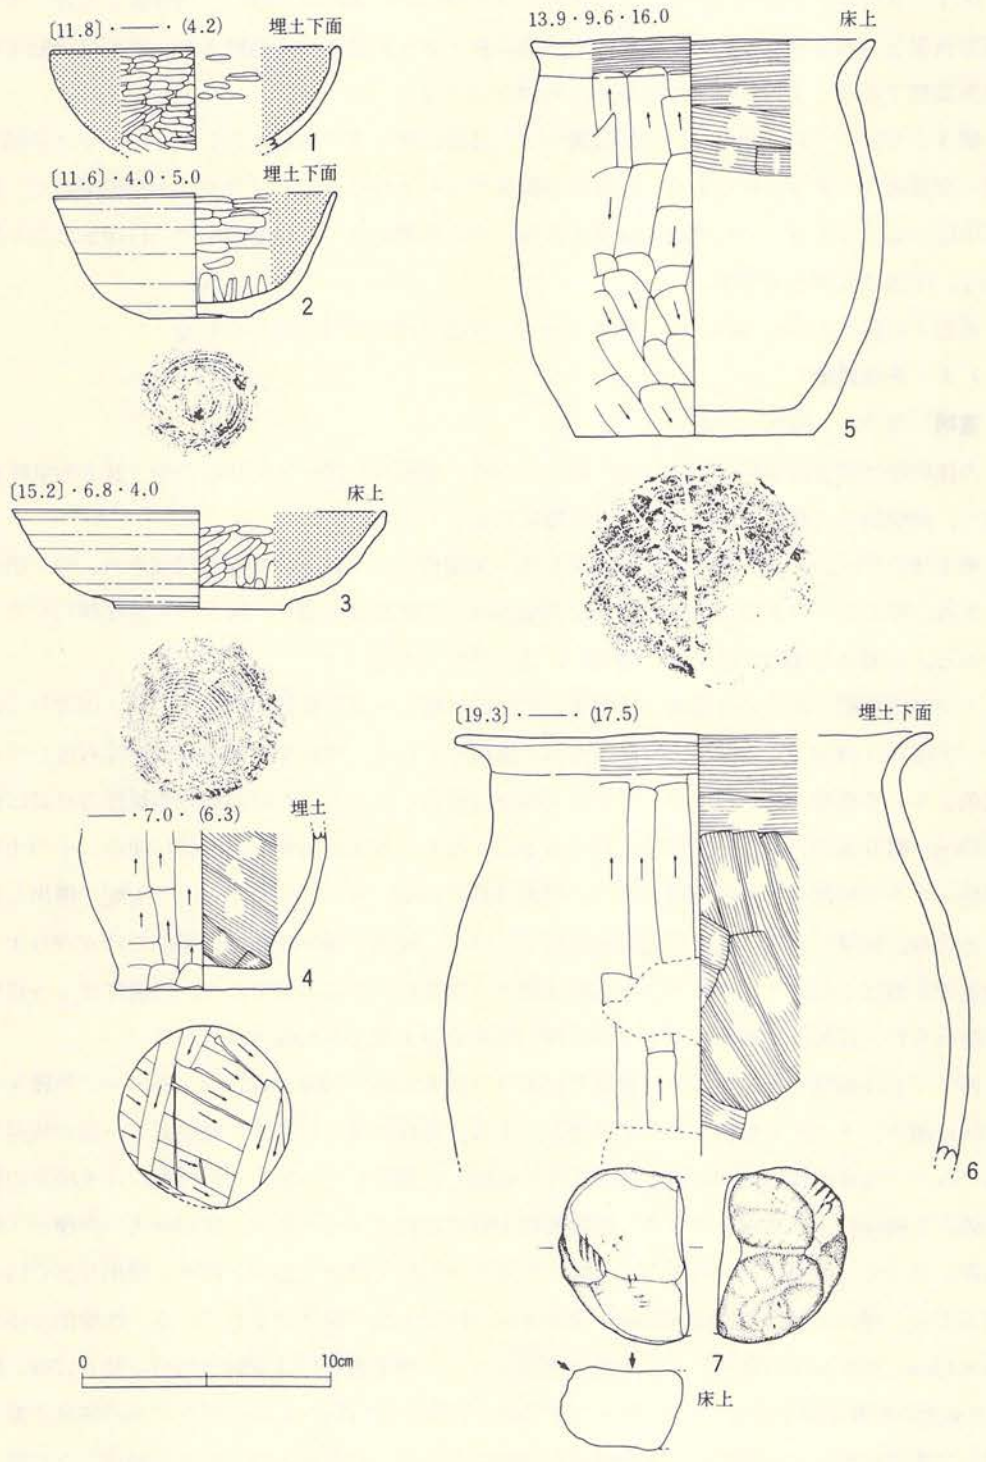 〔11.8〕・——・(4.2) 埋土下面
1
〔11.6〕・4.0・5.0 埋土下面
2
〔15.2〕・6.8・4.0 床上
3
——・7.0・(6.3) 埋土
4
13.9・9.6・16.0 床上
5
〔19.3〕・——・(17.5) 埋土下面
6
7
床上
0 10cm